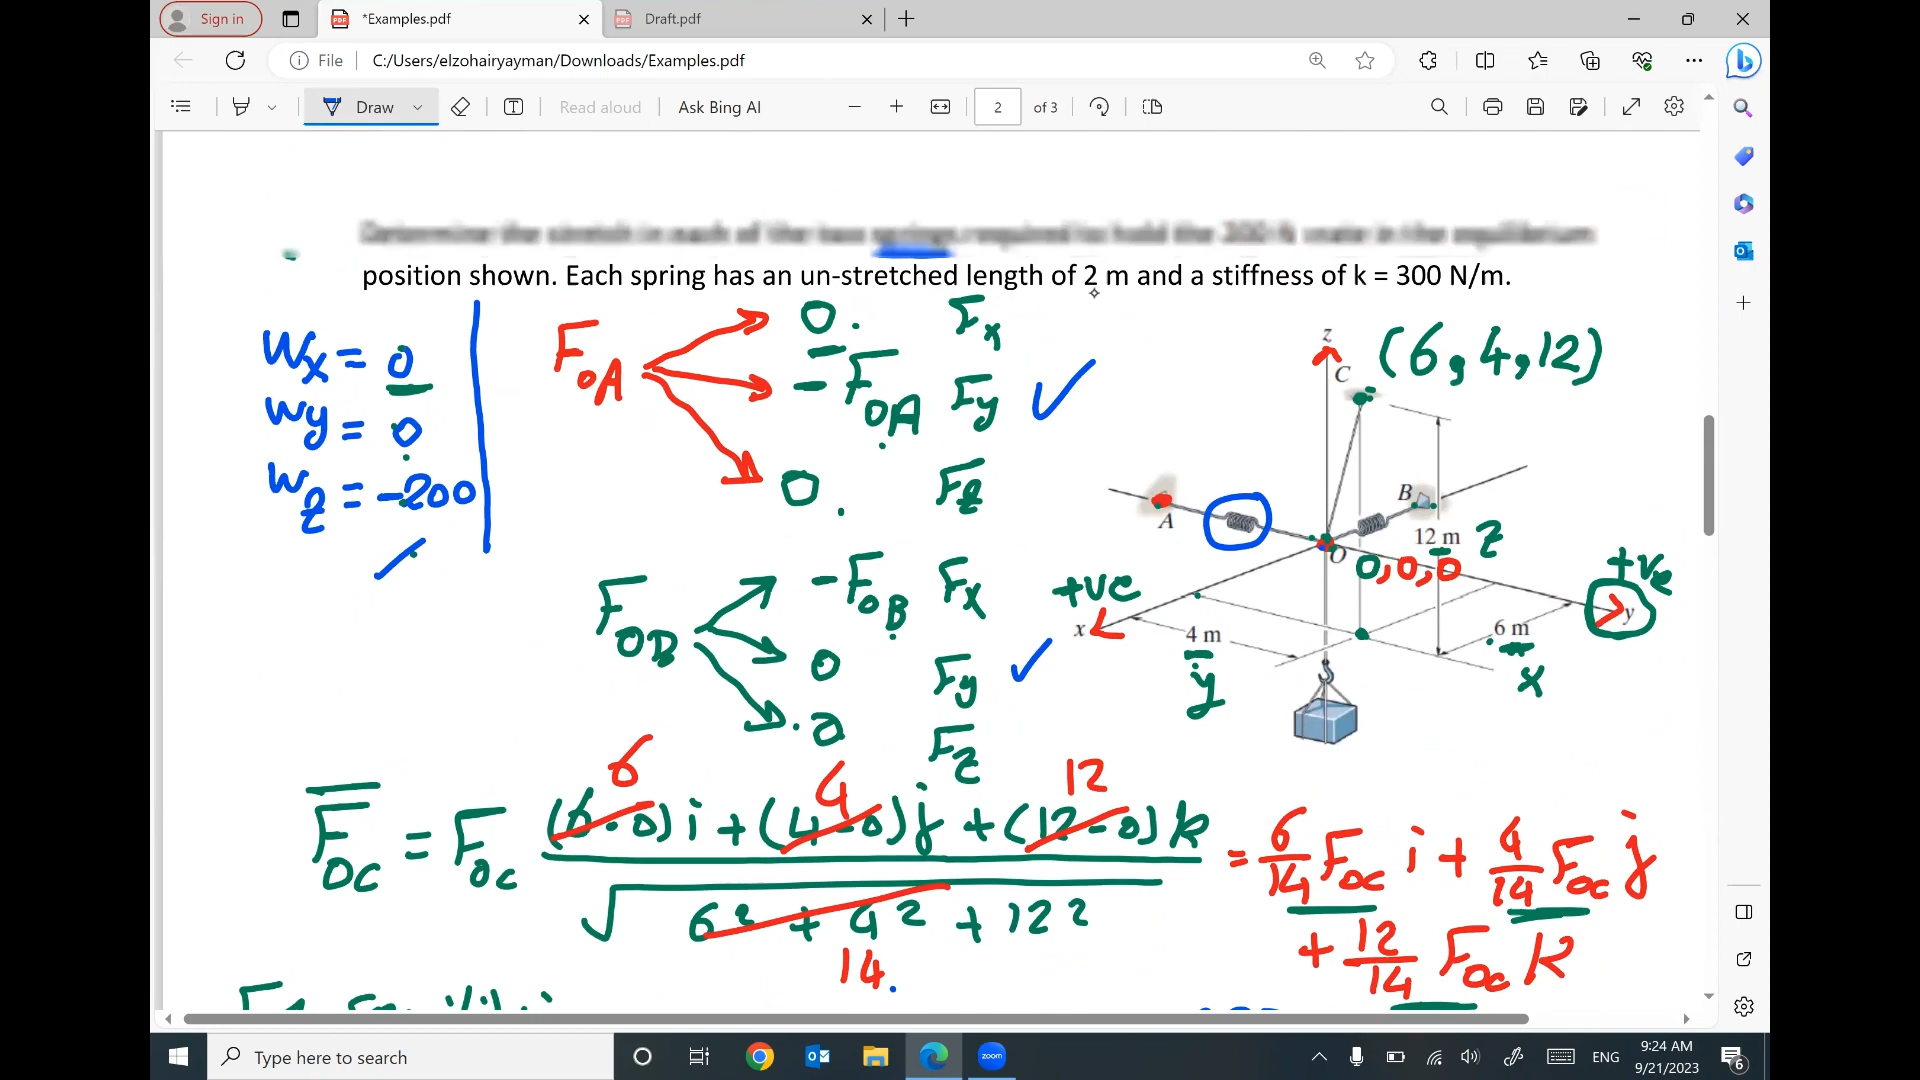 Sign in
*Examples.pdf
Draft.pdf
File
C:/Users/elzohairyayman/Downloads/Examples.pdf
Draw
Read aloud
Ask Bing AI
2 of 3
position shown. Each spring has an un-stretched length of 2 m and a stiffness of k = 300 N/m.
Wx = 0
Wy = 0
Wz = -200
FOA
0 Fx
-FOA Fy
0 Fz
FOB
-FOB Fx
0 Fy
0 Fz
z
C
(6, 4, 12)
A
B
12 m
z
O
0,0,0
+ve
+ve
x
y
4 m
y
6 m
x
6 4 12
FOC = FOC (6-0)i + (4-0)j + (12-0)k
√ 6² + 4² + 12²
14
= 6/14 FOC i + 4/14 FOC j
+ 12/14 FOC k
Type here to search
zoom
ENG
9:24 AM
9/21/2023
6